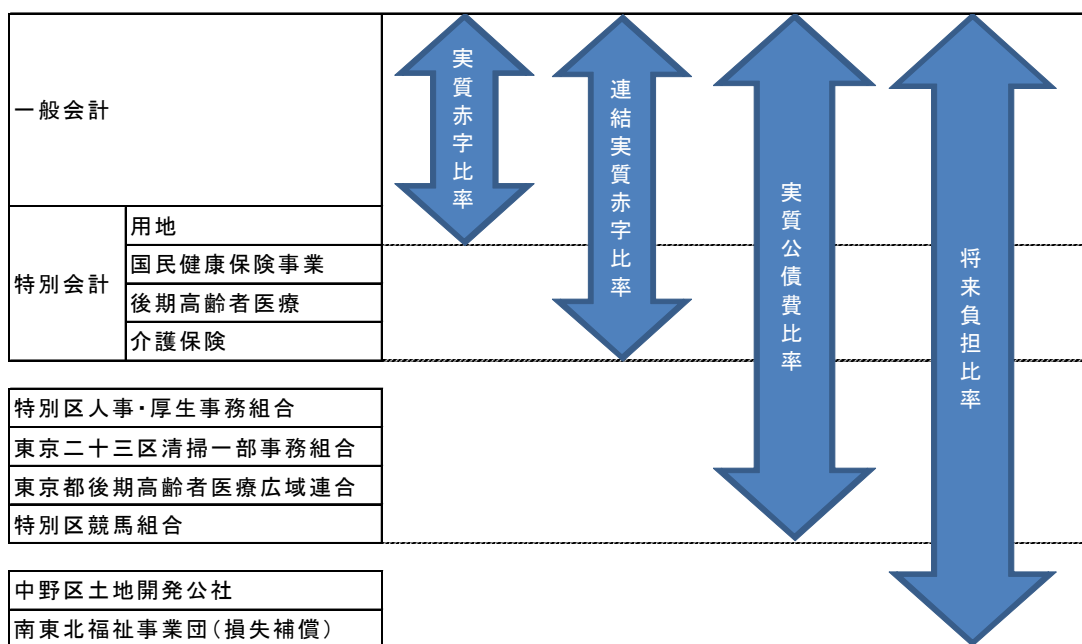 一般会計
特別会計
用地
国民健康保険事業
後期高齢者医療
介護保険
特別区人事・厚生事務組合
東京二十三区清掃一部事務組合
東京都後期高齢者医療広域連合
特別区競馬組合
中野区土地開発公社
南東北福祉事業団(損失補償)
実質赤字比率
連結実質赤字比率
実質公債費比率
将来負担比率